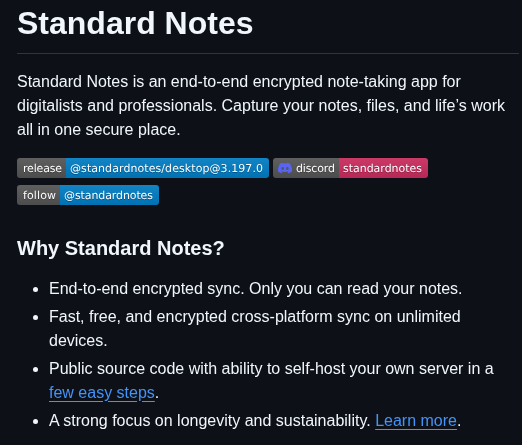 Standard Notes
Standard Notes is an end-to-end encrypted note-taking app for
digitalists and professionals. Capture your notes, files, and life’s work
all in one secure place.
release @standardnotes/desktop@3.197.0 discord standardnotes
follow @standardnotes
Why Standard Notes?
• End-to-end encrypted sync. Only you can read your notes.
• Fast, free, and encrypted cross-platform sync on unlimited
devices.
• Public source code with ability to self-host your own server in a
few easy steps.
• A strong focus on longevity and sustainability. Learn more.